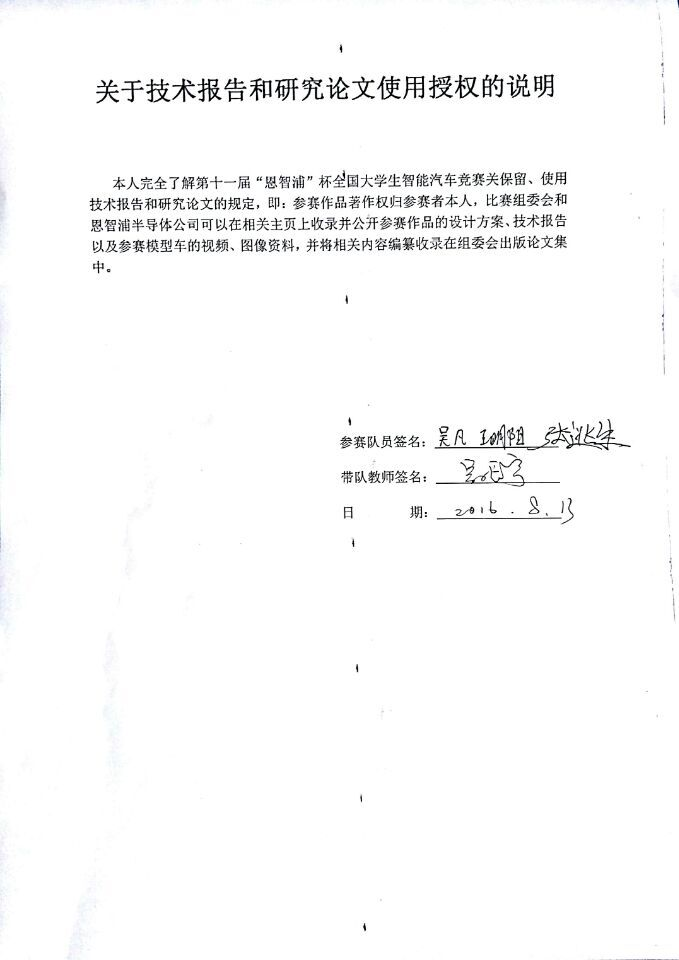 关于技术报告和研究论文使用授权的说明
本人完全了解第十一届“恩智浦”杯全国大学生智能汽车竞赛关保留、使用
技术报告和研究论文的规定，即：参赛作品著作权归参赛者本人，比赛组委会和
恩智浦半导体公司可以在相关主页上收录并公开参赛作品的设计方案、技术报告
以及参赛模型车的视频、图像资料，并将相关内容编纂收录在组委会出版论文集
中。
参赛队员签名：吴凡 王明阳
带队教师签名：
日 期：2016.8.13